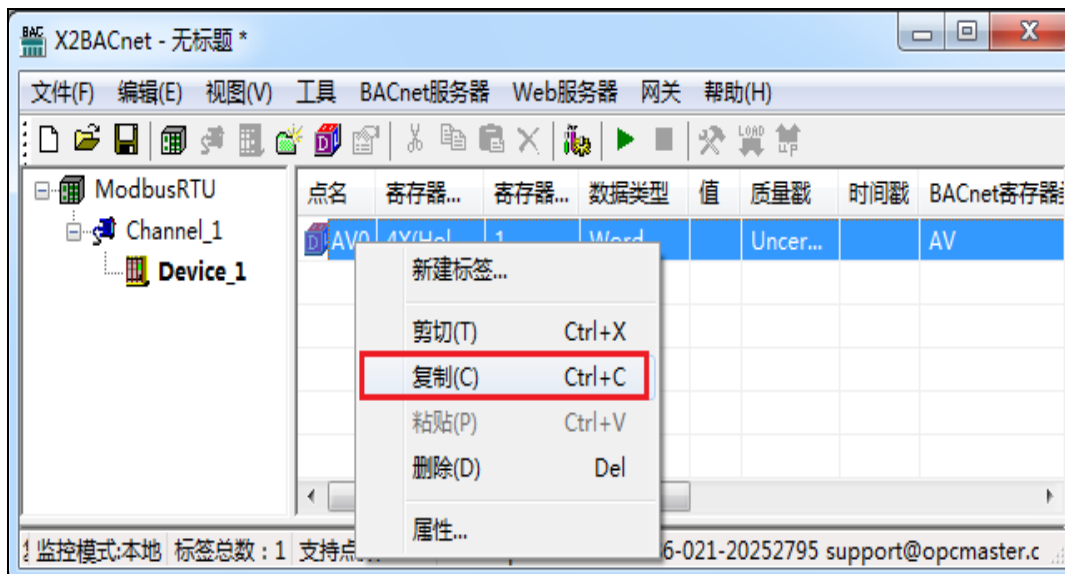 X2BACnet - 无标题 *
文件(F) 编辑(E) 视图(V) 工具 BACnet服务器 Web服务器 网关 帮助(H)
ModbusRTU
Channel_1
Device_1
点名 寄存器... 寄存器... 数据类型 值 质量戳 时间戳 BACnet寄存器
AV0 4X(Hol... 1 Word Uncer... AV
新建标签...
剪切(T) Ctrl+X
复制(C) Ctrl+C
粘贴(P) Ctrl+V
删除(D) Del
属性...
监控模式:本地 标签总数:1 支持点 6-021-20252795 support@opcmaster.c